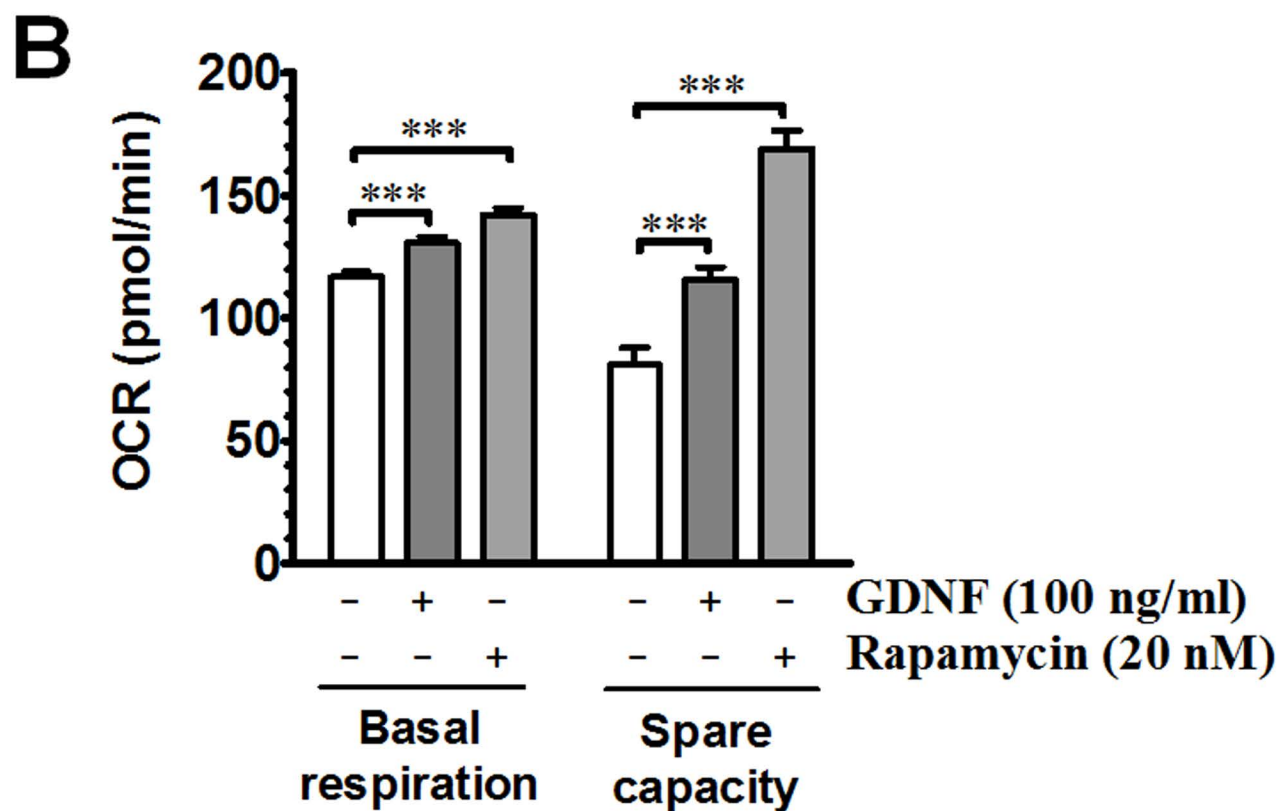 B
OCR (pmol/min)
200
150
100
50
0
*** ***
*** ***
− + − − + − GDNF (100 ng/ml)
− − + − − + Rapamycin (20 nM)
Basal respiration
Spare capacity